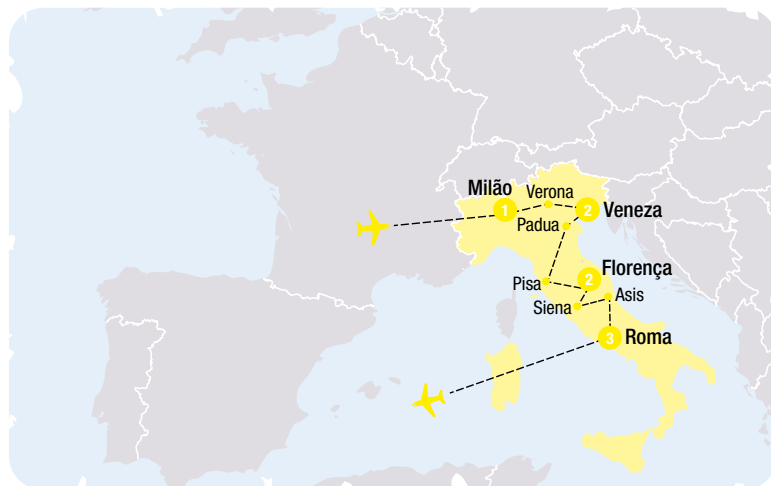 Milão
Verona
1
2
Veneza
Padua
Florença
2
Pisa
Asis
Siena
3
Roma